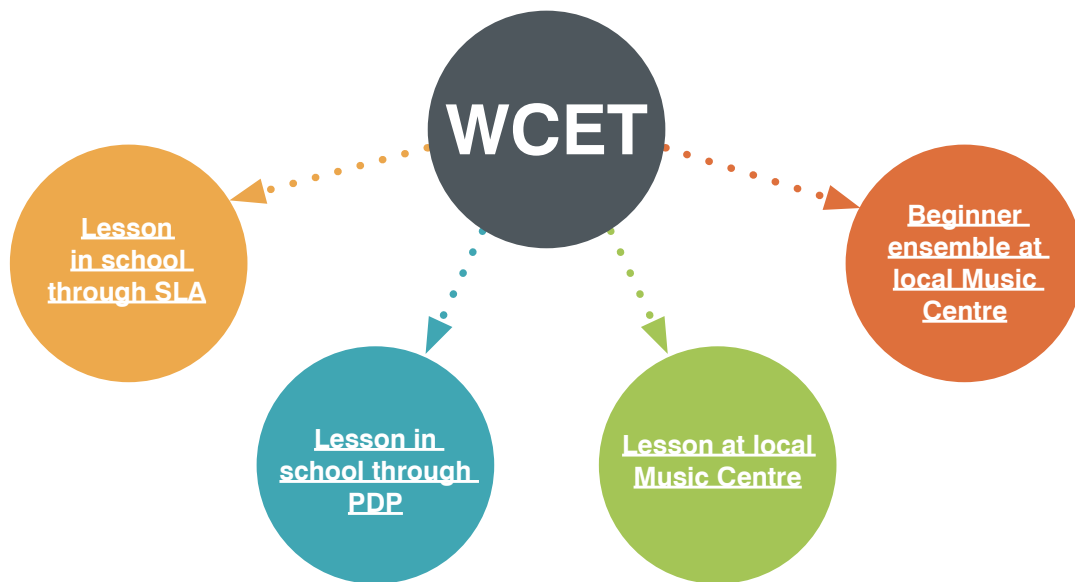 WCET
Lesson
in school
through SLA
Beginner
ensemble at
local Music
Centre
Lesson in
school through
PDP
Lesson at local
Music Centre